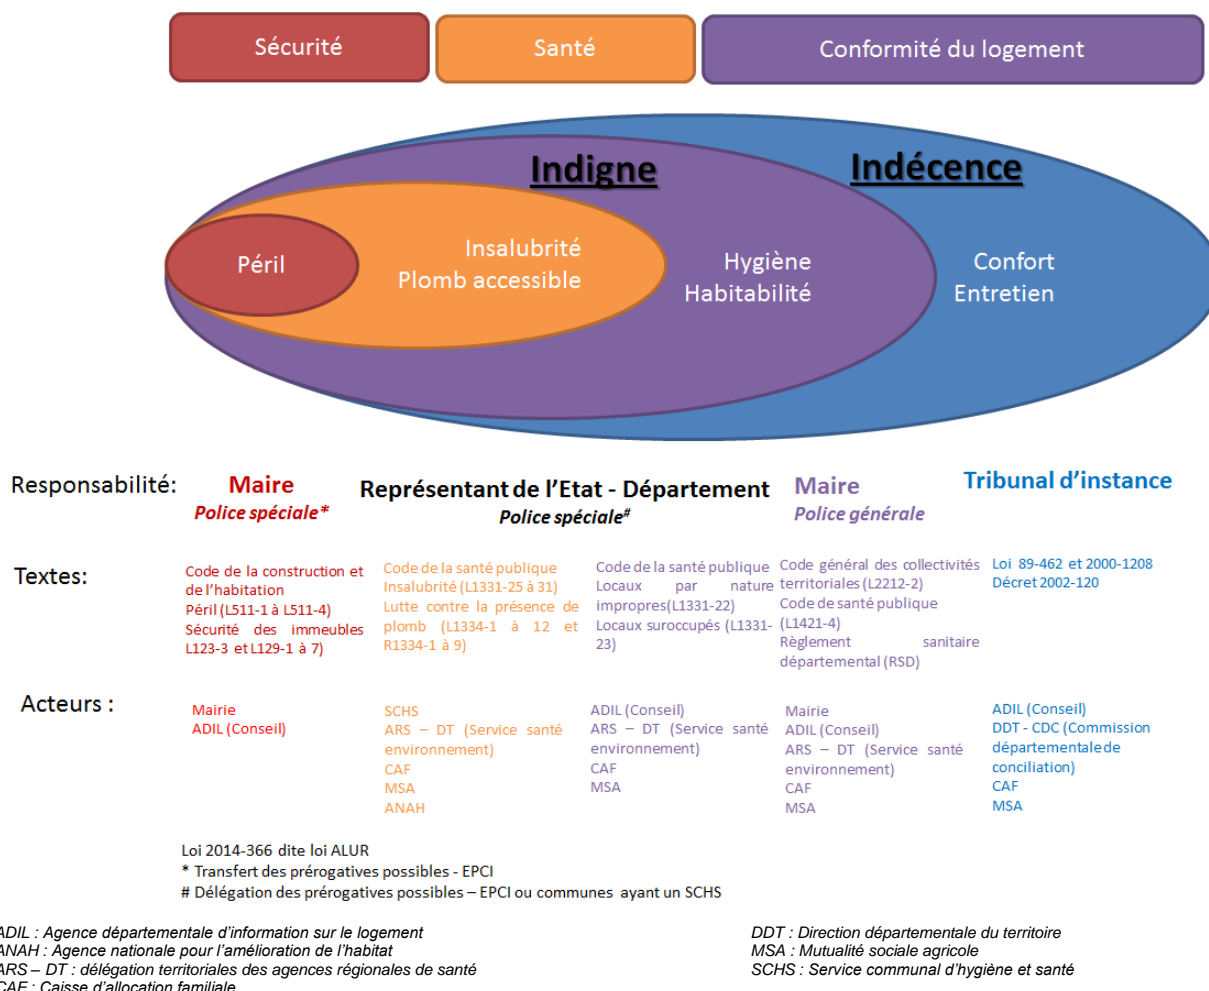 Sécurité
Santé
Conformité du logement
Indigne
Indécence
Péril
Insalubrité
Plomb accessible
Hygiène
Habitabilité
Confort
Entretien
Responsabilité:
Maire
Police spéciale*
Représentant de l'Etat - Département
Police spéciale#
Maire
Police générale
Tribunal d'instance
Textes:
Code de la construction et
de l'habitation
Péril (L511-1 à L511-4)
Sécurité des immeubles
L123-3 et L129-1 à 7)
Code de la santé publique
Insalubrité (L1331-25 à 31)
Lutte contre la présence de
plomb (L1334-1 à 12 et
R1334-1 à 9)
Code de la santé publique
Locaux par nature
impropres(L1331-22)
Locaux suroccupés (L1331-
23)
Code général des collectivités
territoriales (L2212-2)
Code de santé publique
(L1421-4)
Règlement sanitaire
départemental (RSD)
Loi 89-462 et 2000-1208
Décret 2002-120
Acteurs :
Mairie
ADIL (Conseil)
SCHS
ARS – DT (Service santé
environnement)
CAF
MSA
ANAH
ADIL (Conseil)
ARS – DT (Service santé
environnement)
CAF
MSA
Mairie
ADIL (Conseil)
ARS – DT (Service santé
environnement)
CAF
MSA
ADIL (Conseil)
DDT - CDC (Commission
départementale de
conciliation)
CAF
MSA
Loi 2014-366 dite loi ALUR
* Transfert des prérogatives possibles - EPCI
# Délégation des prérogatives possibles – EPCI ou communes ayant un SCHS
ADIL : Agence départementale d'information sur le logement
ANAH : Agence nationale pour l'amélioration de l'habitat
ARS – DT : délégation territoriales des agences régionales de santé
CAF : Caisse d'allocation familiale
DDT : Direction départementale du territoire
MSA : Mutualité sociale agricole
SCHS : Service communal d'hygiène et santé